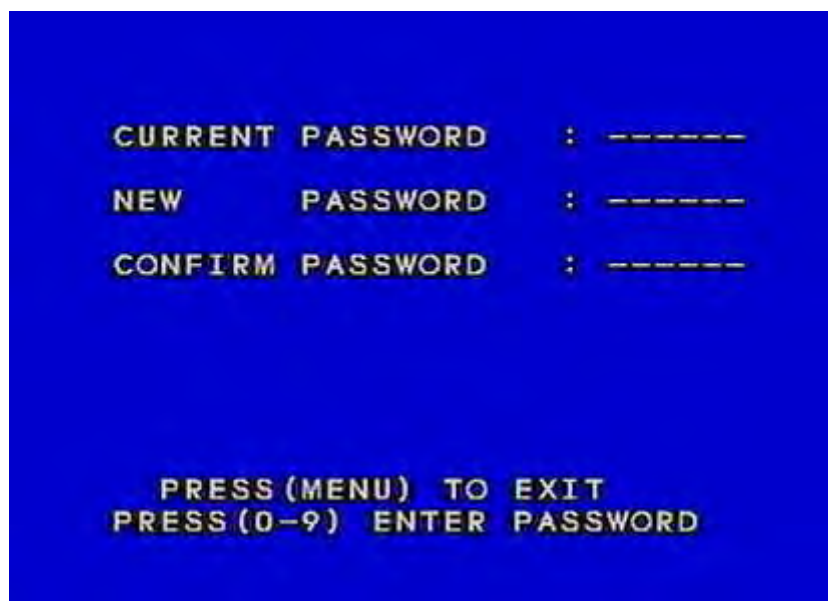 CURRENT PASSWORD : ------
NEW PASSWORD : ------
CONFIRM PASSWORD : ------
PRESS(MENU) TO EXIT
PRESS(0-9) ENTER PASSWORD